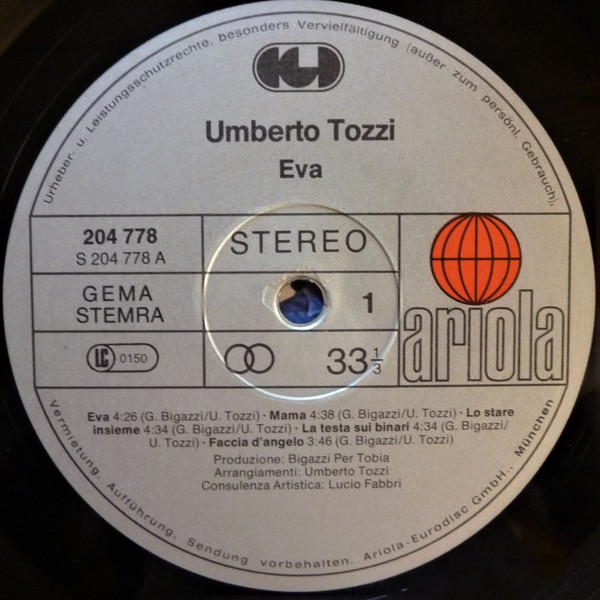 Urheber- u. Leistungsschutzrechte, besonders Vervielfältigung (außer zum persönl. Gebrauch),
Umberto Tozzi
Eva
204 778
S 204 778 A
STEREO
GEMA
STEMRA
1
LC 0150
33 1/3
ariola
Eva 4:26 (G. Bigazzi/U. Tozzi) · Mama 4:38 (G. Bigazzi/U. Tozzi) · Lo stare
insieme 4:34 (G. Bigazzi/U. Tozzi) · La testa sui binari 4:34 (G. Bigazzi/
U. Tozzi) · Faccia d'angelo 3:46 (G. Bigazzi/U. Tozzi)
Produzione: Bigazzi Per Tobia
Arrangiamenti: Umberto Tozzi
Consulenza Artistica: Lucio Fabbri
Vermietung, Aufführung, Sendung vorbehalten. Ariola-Eurodisc GmbH., München